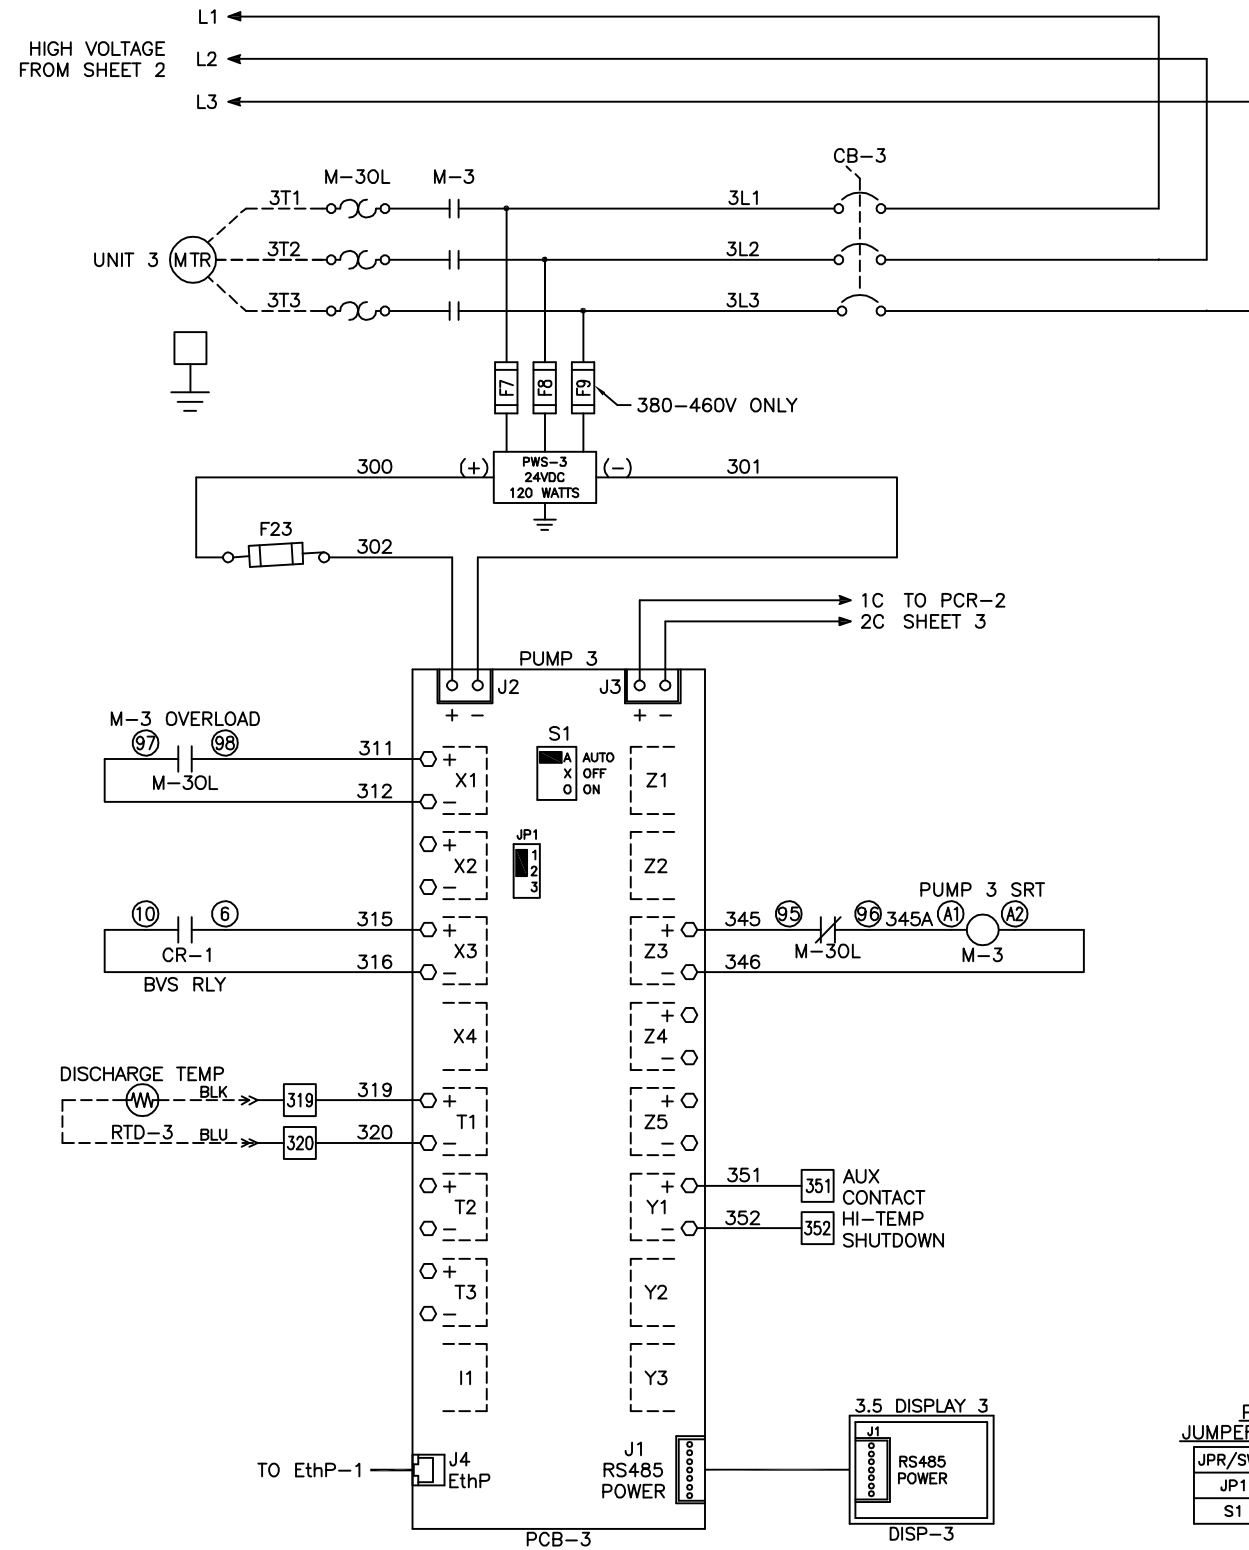 L1
HIGH VOLTAGE
FROM SHEET 2
L2
L3
CB-3
M-3OL
M-3
3T1
3L1
UNIT 3
MTR
3T2
3L2
3T3
3L3
F7
F8
F9
380-460V ONLY
300
(+)
PWS-3
24VDC
120 WATTS
(-)
301
F23
302
1C TO PCR-2
2C SHEET 3
PUMP 3
J2
J3
+ -
+ -
M-3 OVERLOAD
97
98
311
M-3OL
312
+
X1
-
S1
A AUTO
X OFF
O ON
Z1
JP1
1
2
3
+
X2
-
Z2
10
6
315
CR-1
316
BVS RLY
+
X3
-
PUMP 3 SRT
+
Z3
-
345
95
96
345A
A1
A2
M-3OL
M-3
346
X4
+
Z4
-
DISCHARGE TEMP
BLK
319
319
RTD-3
BLU
320
320
+
T1
-
+
Z5
-
+
T2
-
+
Y1
-
351
351
AUX
CONTACT
352
352
HI-TEMP
SHUTDOWN
+
T3
-
Y2
I1
Y3
TO EthP-1
J4
EthP
J1
RS485
POWER
3.5 DISPLAY 3
J1
RS485
POWER
DISP-3
PCB-3
JPR/SW
JP1
S1